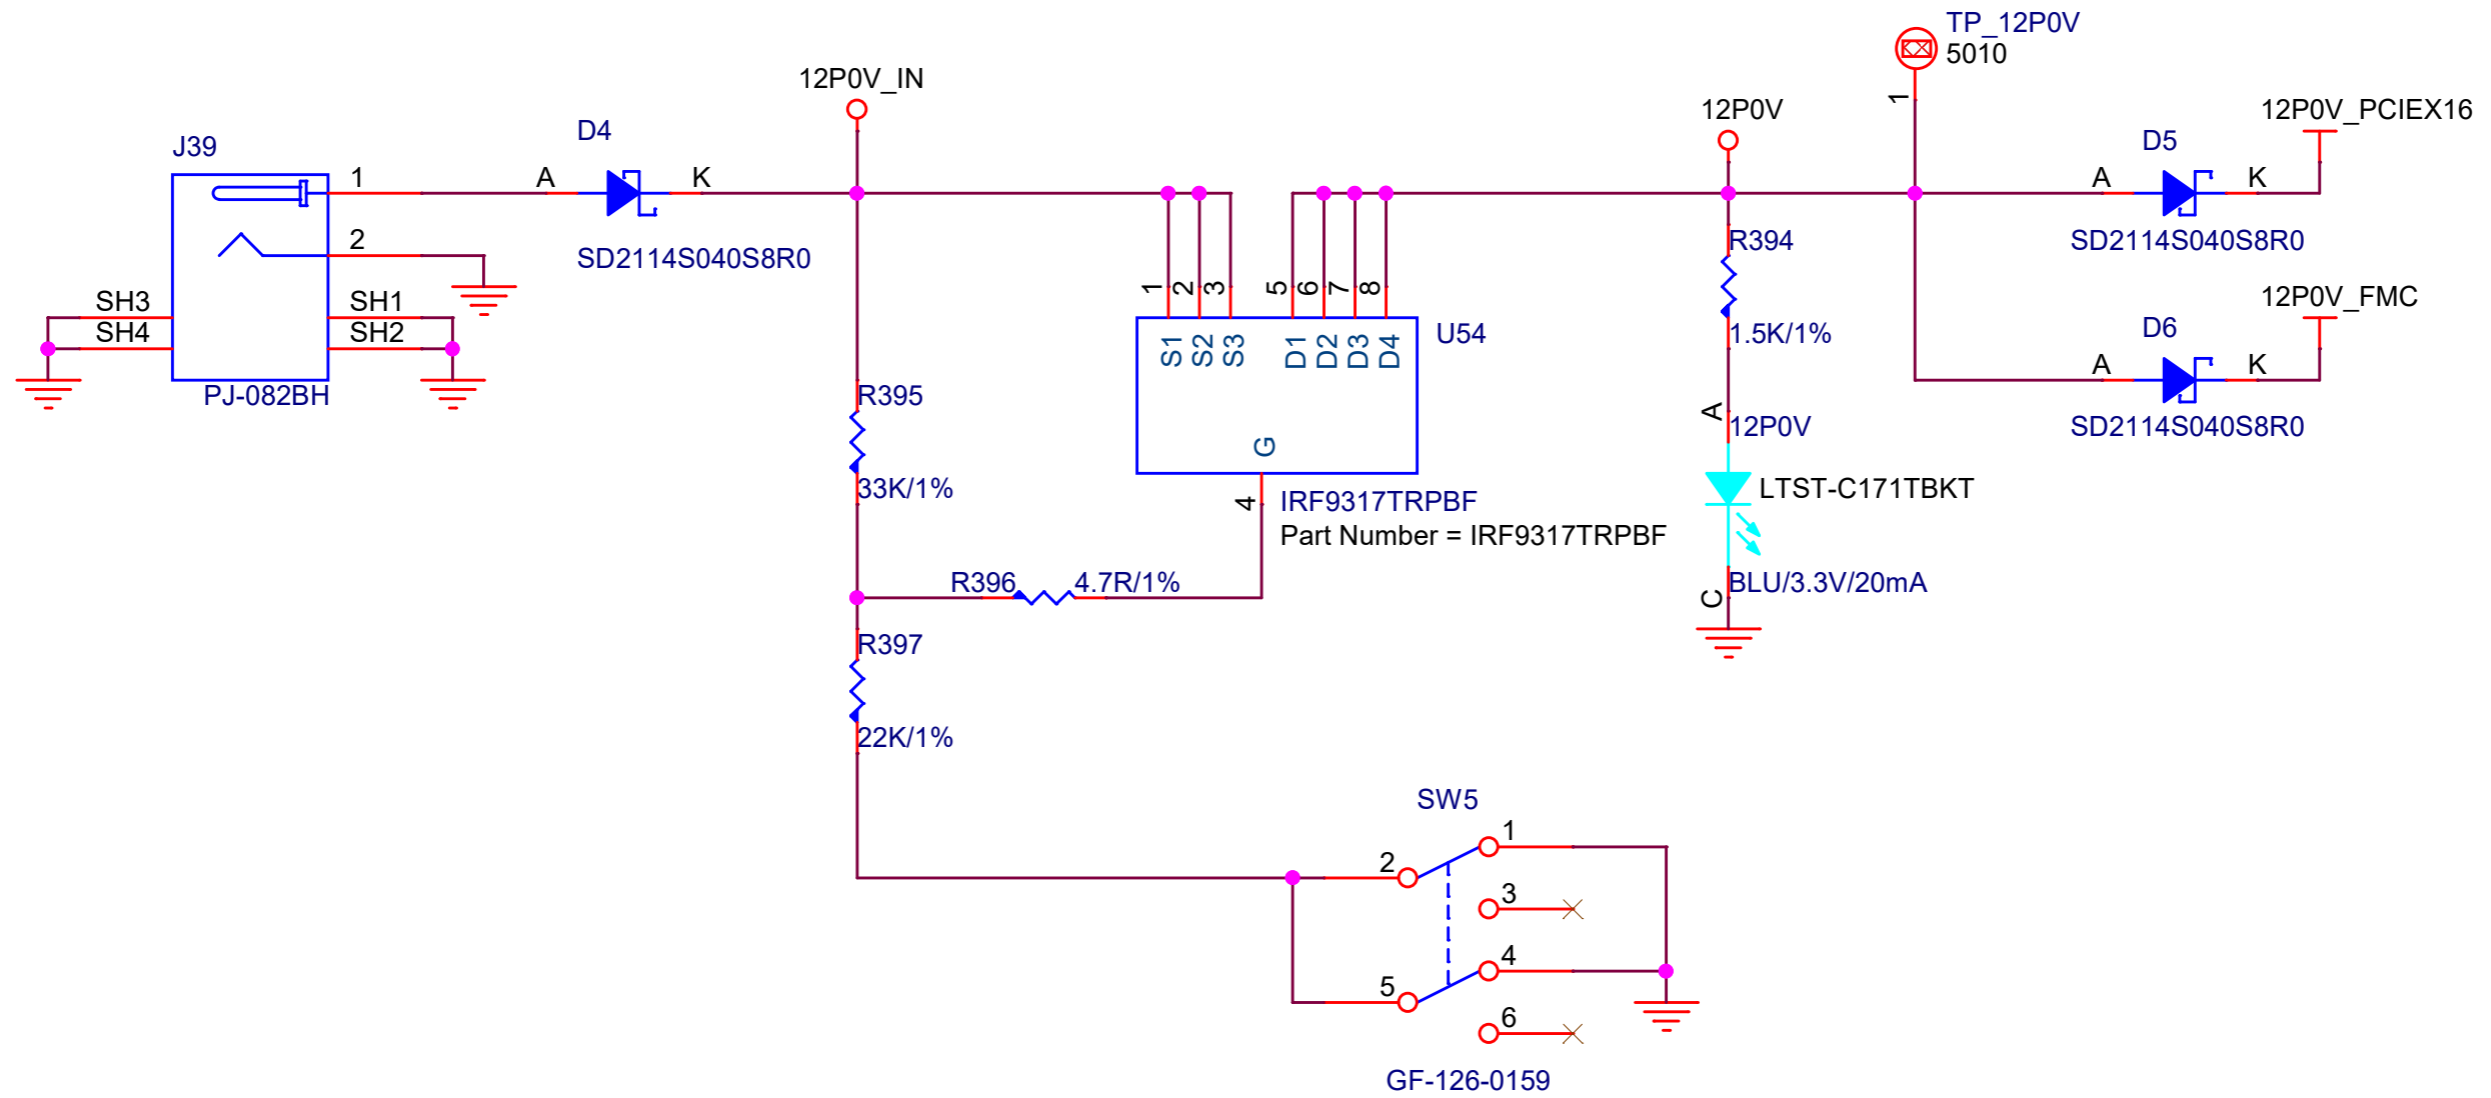 TP_12P0V
5010
1
12P0V_IN
12P0V
12P0V_PCIEX16
J39
D4
D5
1
A
K
A
K
2
SD2114S040S8R0
R394
SD2114S040S8R0
SH3
SH1
SH4
SH2
1
2
3
5
6
7
8
12P0V_FMC
S1
S2
S3
D1
D2
D3
D4
U54
1.5K/1%
D6
A
K
PJ-082BH
R395
A
12P0V
SD2114S040S8R0
G
33K/1%
4
IRF9317TRPBF
LTST-C171TBKT
Part Number = IRF9317TRPBF
R396
4.7R/1%
C
BLU/3.3V/20mA
R397
22K/1%
SW5
1
2
3
4
5
6
GF-126-0159